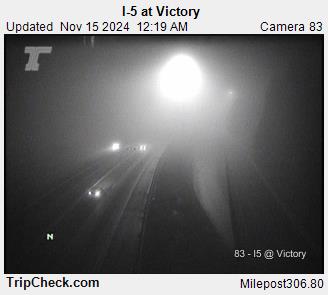 I-5 at Victory
Updated Nov 15 2024 12:19 AM Camera 83
T
N
83 - I5 @ Victory
TripCheck.com Milepost306.80